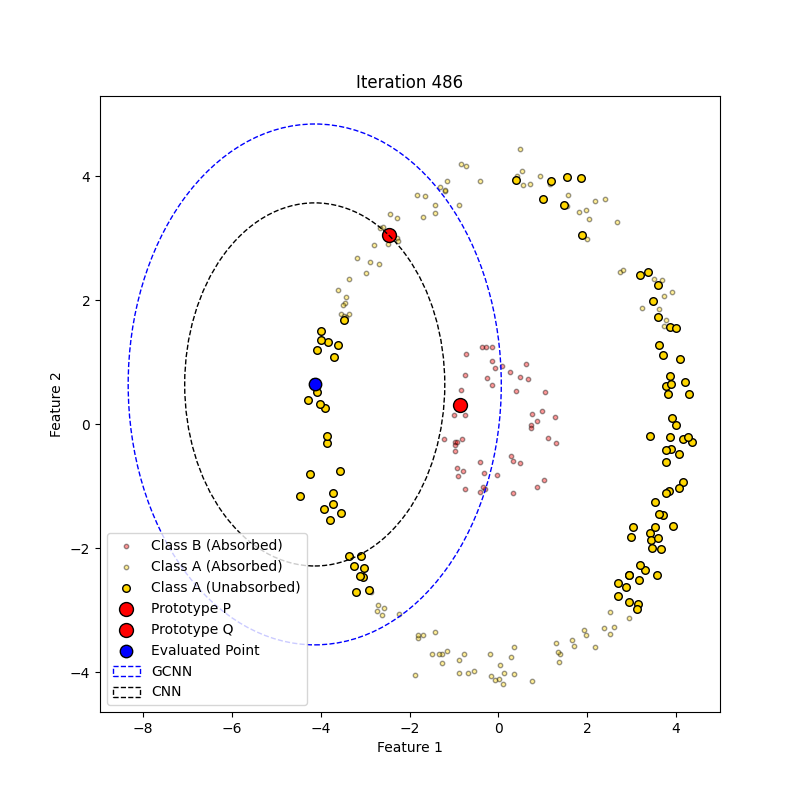 Iteration 486
Feature 2
4
2
0
−2
−4
Class B (Absorbed)
Class A (Absorbed)
Class A (Unabsorbed)
Prototype P
Prototype Q
Evaluated Point
GCNN
CNN
−8 −6 −4 −2 0 2 4
Feature 1